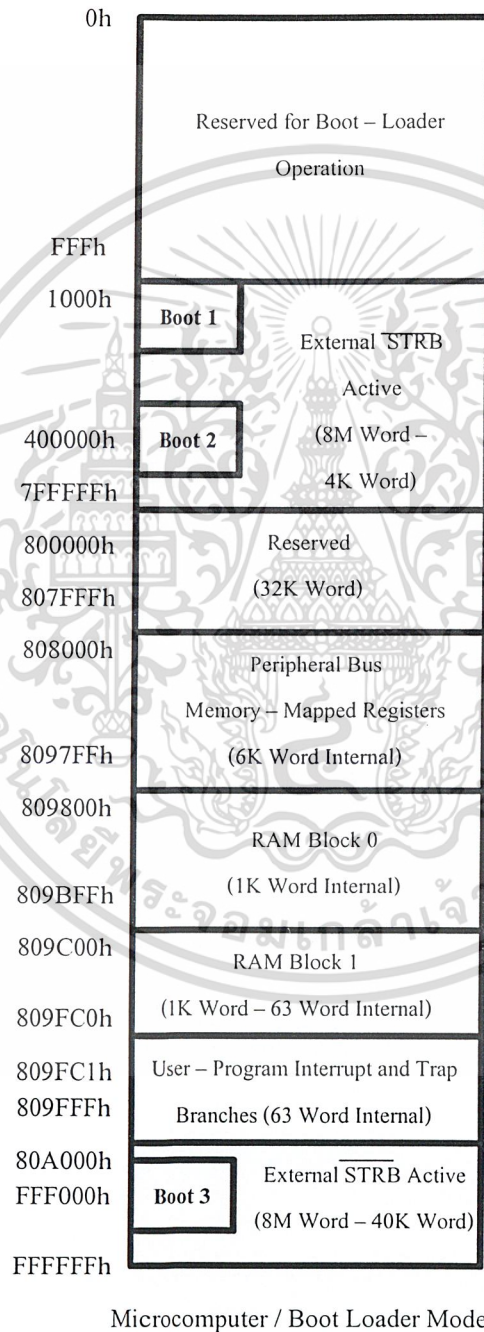 0h
Reserved for Boot – Loader
Operation
FFFh
1000h
Boot 1
External STRB
Active
(8M Word –
4K Word)
400000h
Boot 2
7FFFFFh
800000h
Reserved
(32K Word)
807FFFh
808000h
Peripheral Bus
Memory – Mapped Registers
(6K Word Internal)
8097FFh
809800h
RAM Block 0
(1K Word Internal)
809BFFh
809C00h
RAM Block 1
(1K Word – 63 Word Internal)
809FC0h
809FC1h
User – Program Interrupt and Trap
Branches (63 Word Internal)
809FFFh
80A000h
External STRB Active
(8M Word – 40K Word)
FFF000h
Boot 3
FFFFFFh
Microcomputer / Boot Loader Mode